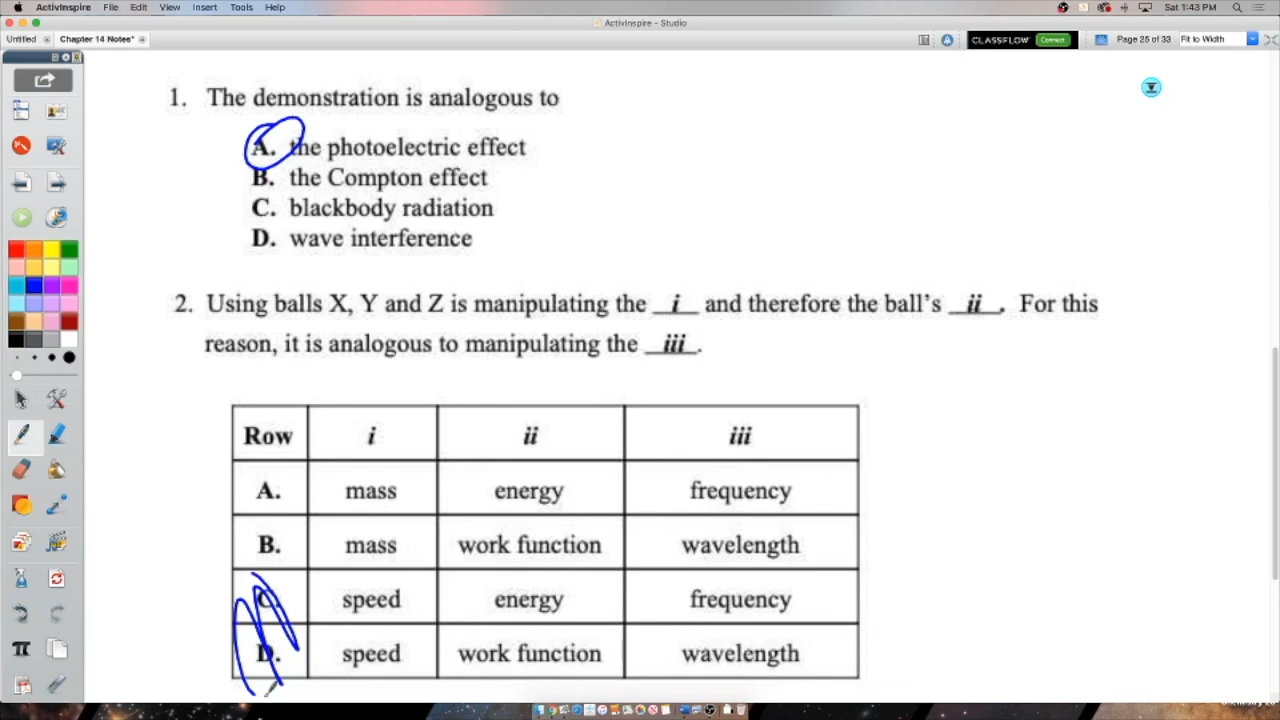 ActivInspire File Edit View Insert Tools Help Sat 1:43 PM
ActivInspire - Studio
Untitled Chapter 14 Notes* CLASSFLOW Connect Page 25 of 33 Fit to Width
1. The demonstration is analogous to
A. the photoelectric effect
B. the Compton effect
C. blackbody radiation
D. wave interference
2. Using balls X, Y and Z is manipulating the __i__ and therefore the ball's __ii__. For this
reason, it is analogous to manipulating the __iii__.
Row i ii iii
A. mass energy frequency
B. mass work function wavelength
C. speed energy frequency
D. speed work function wavelength